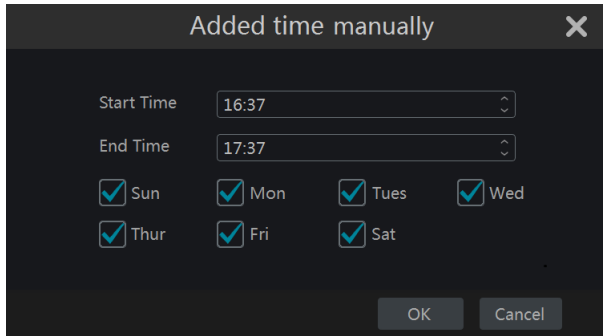 Added time manually
Start Time 16:37
End Time 17:37
Sun Mon Tues Wed
Thur Fri Sat
OK Cancel